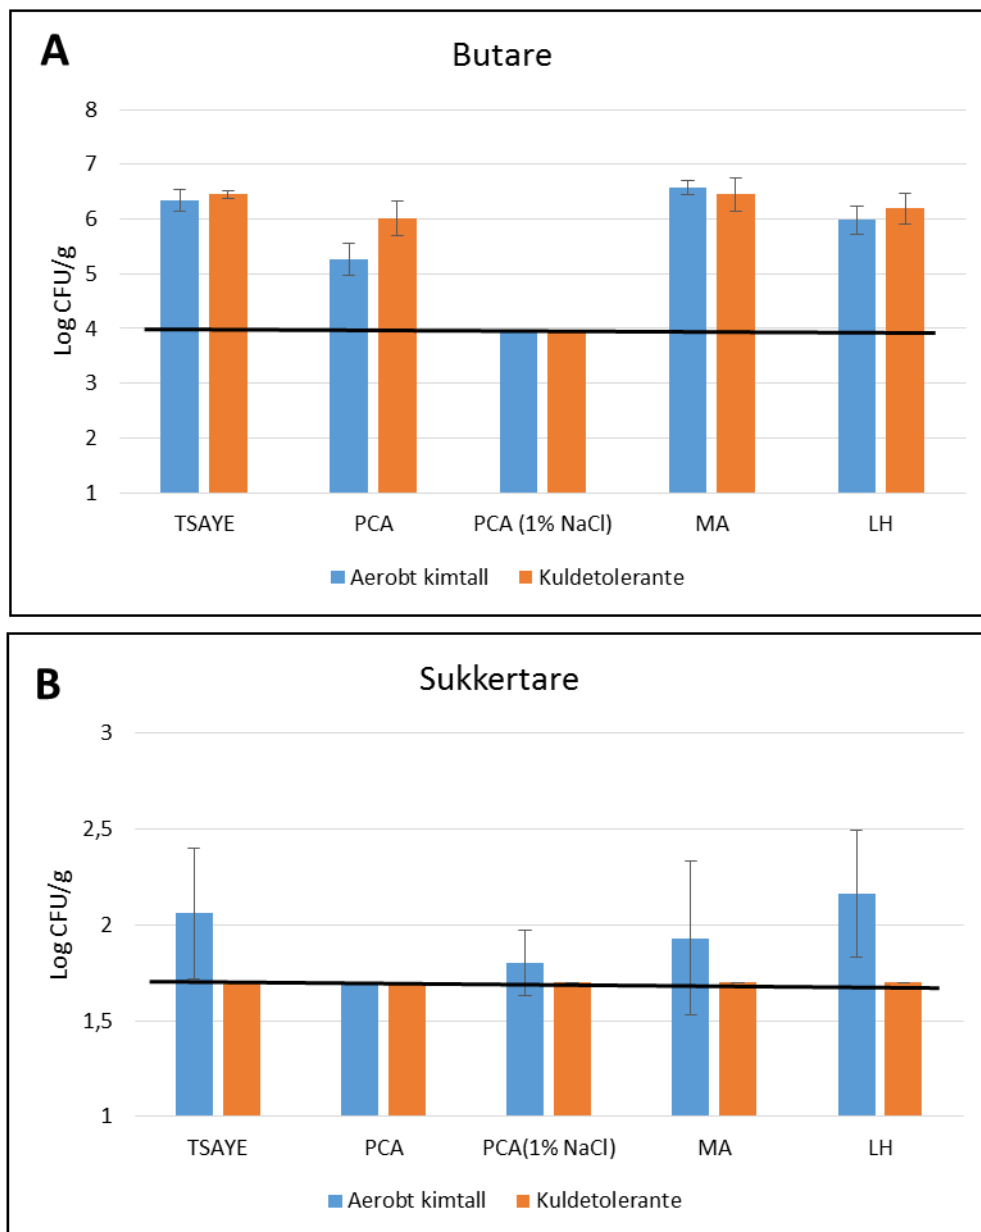 A
Butare
8
7
6
5
4
3
2
1
Log CFU/g
TSAYE PCA PCA (1% NaCl) MA LH
Aerobt kimtall Kuldetolerante
B
Sukkertare
3
2,5
2
1,5
1
Log CFU/g
TSAYE PCA PCA(1% NaCl) MA LH
Aerobt kimtall Kuldetolerante